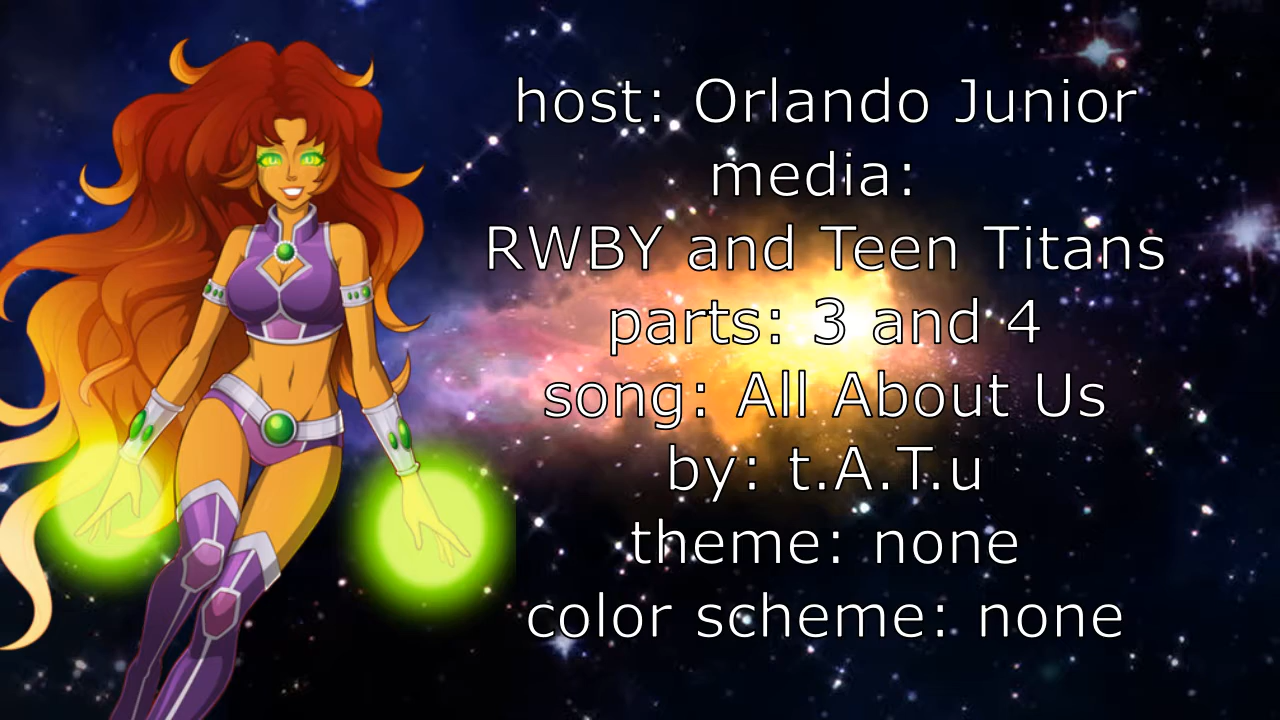 host: Orlando Junior
media:
RWBY and Teen Titans
parts: 3 and 4
song: All About Us
by: t.A.T.u
theme: none
color scheme: none